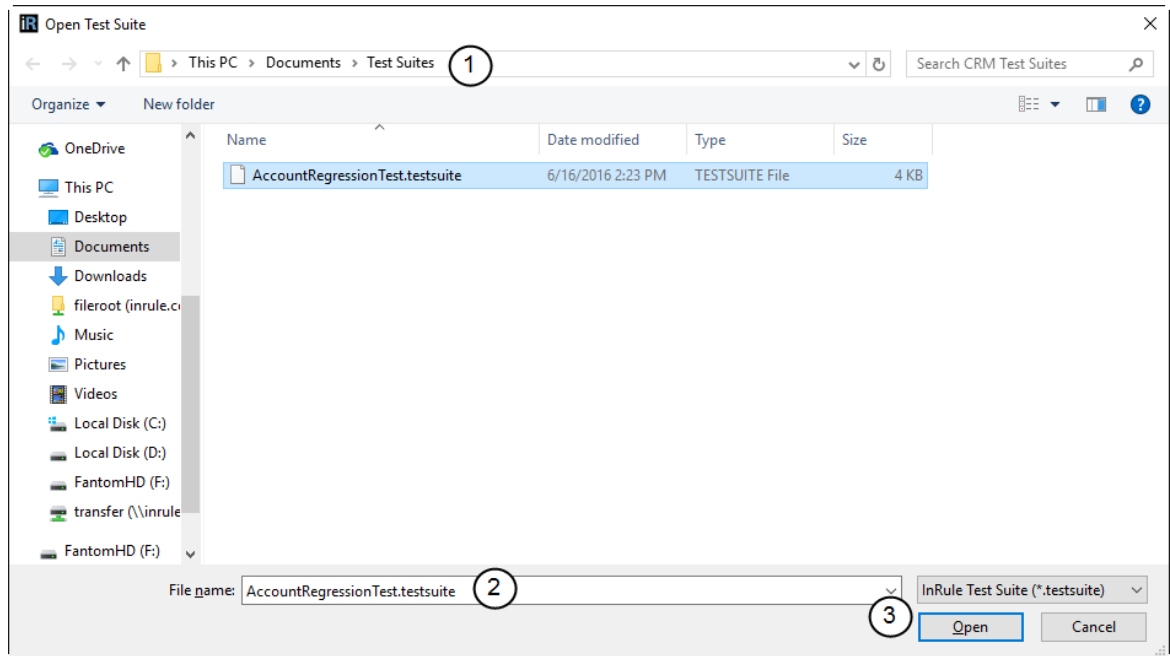 iR Open Test Suite
This PC > Documents > Test Suites 1 Search CRM Test Suites
Organize New folder ?
Name Date modified Type Size
OneDrive
AccountRegressionTest.testsuite 6/16/2016 2:23 PM TESTSUITE File 4 KB
This PC
Desktop
Documents
Downloads
fileroot (inrule.c
Music
Pictures
Videos
Local Disk (C:)
Local Disk (D:)
FantomHD (F:)
transfer (\\inrule
FantomHD (F:)
File name: AccountRegressionTest.testsuite 2 InRule Test Suite (*.testsuite)
3 Open Cancel